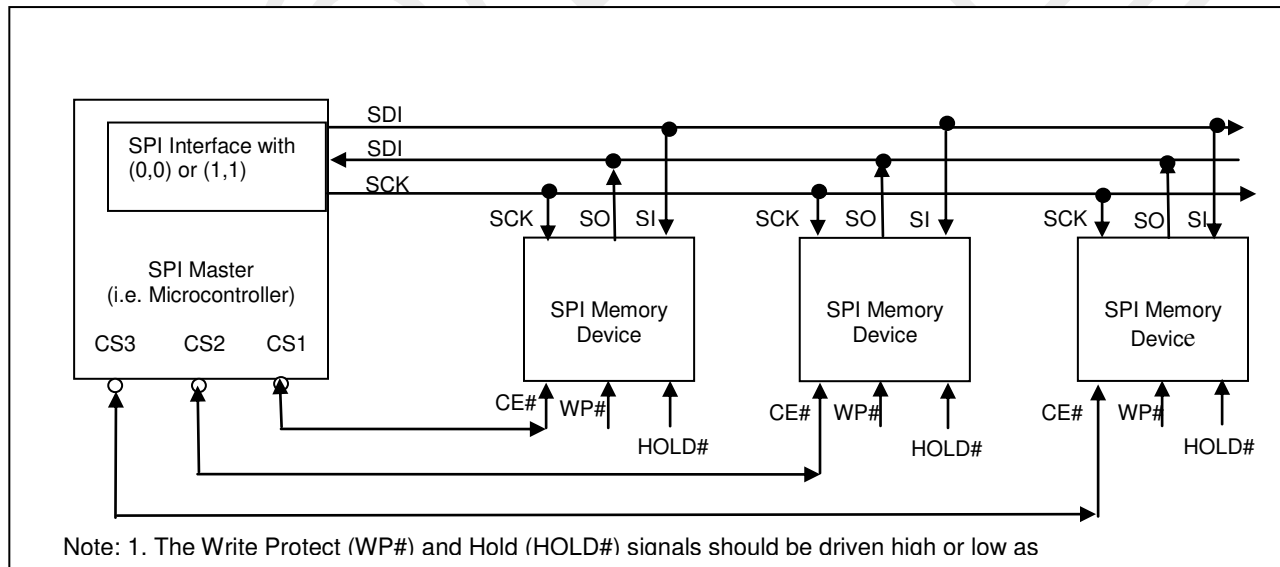 SDI
SPI Interface with
(0,0) or (1,1)
SDI
SCK
SCK SO SI
SCK SO SI
SCK SO SI
SPI Master
(i.e. Microcontroller)
SPI Memory
Device
SPI Memory
Device
SPI Memory
Device
CS3 CS2 CS1
CE# WP#
HOLD#
CE# WP#
HOLD#
CE# WP#
HOLD#
Note: 1. The Write Protect (WP#) and Hold (HOLD#) signals should be driven high or low as